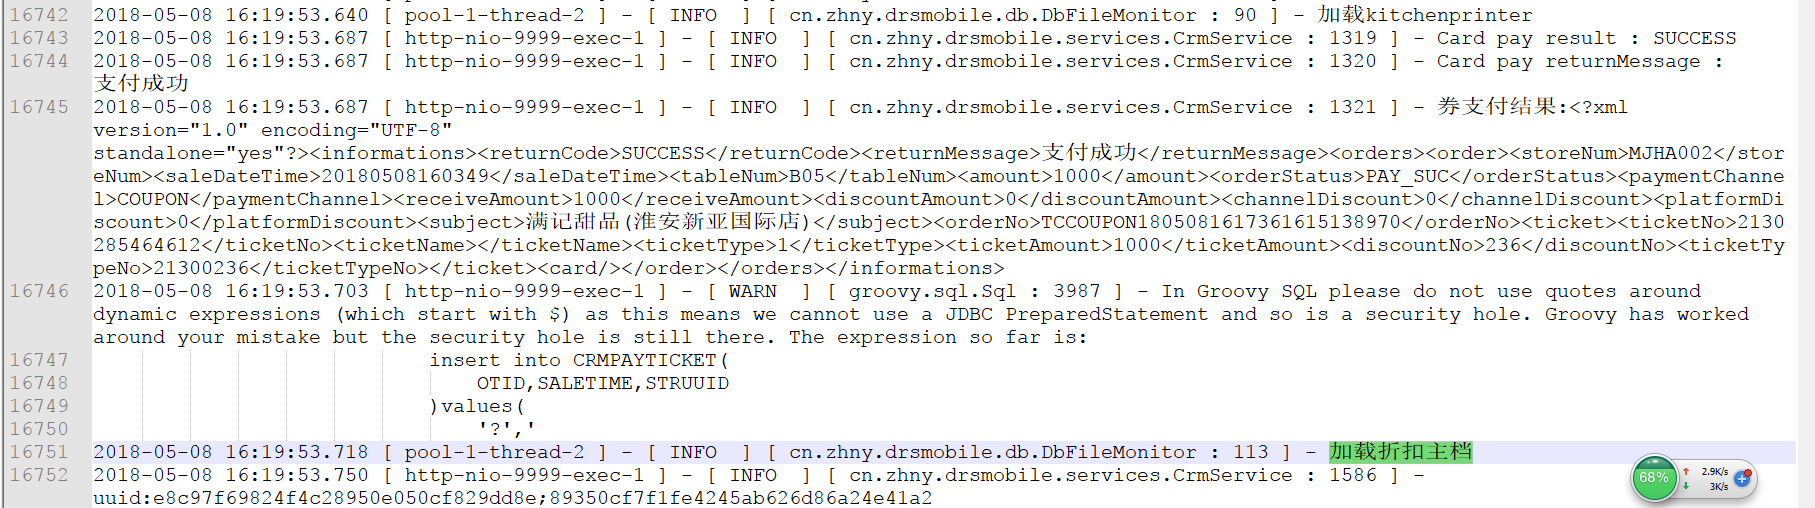 16742 2018-05-08 16:19:53.640 [ pool-1-thread-2 ] - [ INFO  ] [ cn.zhny.drsmobile.db.DbFileMonitor : 90 ] - 加载kitchenprinter
16743 2018-05-08 16:19:53.687 [ http-nio-9999-exec-1 ] - [ INFO  ] [ cn.zhny.drsmobile.services.CrmService : 1319 ] - Card pay result : SUCCESS
16744 2018-05-08 16:19:53.687 [ http-nio-9999-exec-1 ] - [ INFO  ] [ cn.zhny.drsmobile.services.CrmService : 1320 ] - Card pay returnMessage :
支付成功
16745 2018-05-08 16:19:53.687 [ http-nio-9999-exec-1 ] - [ INFO  ] [ cn.zhny.drsmobile.services.CrmService : 1321 ] - 券支付结果:<?xml
version="1.0" encoding="UTF-8"
standalone="yes"?><informations><returnCode>SUCCESS</returnCode><returnMessage>支付成功</returnMessage><orders><order><storeNum>MJHA002</stor
eNum><saleDateTime>20180508160349</saleDateTime><tableNum>B05</tableNum><amount>1000</amount><orderStatus>PAY_SUC</orderStatus><paymentChanne
l>COUPON</paymentChannel><receiveAmount>1000</receiveAmount><discountAmount>0</discountAmount><channelDiscount>0</channelDiscount><platformDi
scount>0</platformDiscount><subject>满记甜品(淮安新亚国际店)</subject><orderNo>TCCOUPON1805081617361615138970</orderNo><ticket><ticketNo>2130
285464612</ticketNo><ticketName></ticketName><ticketType>1</ticketType><ticketAmount>1000</ticketAmount><discountNo>236</discountNo><ticketTy
peNo>21300236</ticketTypeNo></ticket><card/></order></orders></informations>
16746 2018-05-08 16:19:53.703 [ http-nio-9999-exec-1 ] - [ WARN  ] [ groovy.sql.Sql : 3987 ] - In Groovy SQL please do not use quotes around
dynamic expressions (which start with $) as this means we cannot use a JDBC PreparedStatement and so is a security hole. Groovy has worked
around your mistake but the security hole is still there. The expression so far is:
16747 insert into CRMPAYTICKET(
16748 OTID,SALETIME,STRUUID
16749 )values(
16750 '?','
16751 2018-05-08 16:19:53.718 [ pool-1-thread-2 ] - [ INFO  ] [ cn.zhny.drsmobile.db.DbFileMonitor : 113 ] - 加载折扣主档
16752 2018-05-08 16:19:53.750 [ http-nio-9999-exec-1 ] - [ INFO  ] [ cn.zhny.drsmobile.services.CrmService : 1586 ] -
uuid:e8c97f69824f4c28950e050cf829dd8e;89350cf7f1fe4245ab626d86a24e41a2
68%
2.9K/s
3K/s